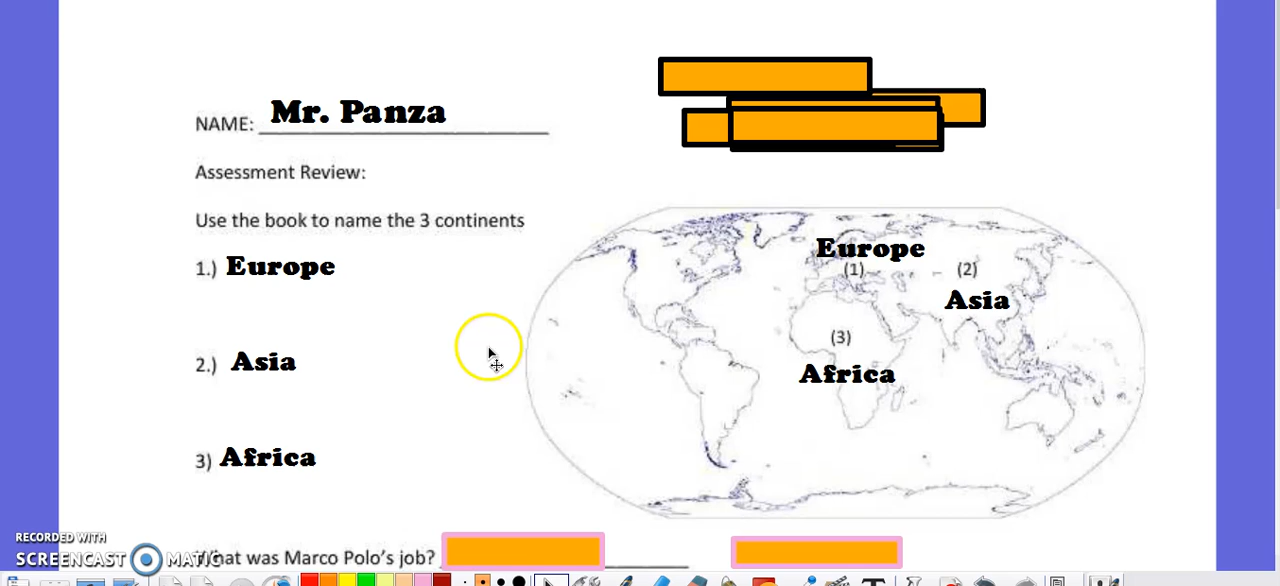 NAME: Mr. Panza
Assessment Review:
Use the book to name the 3 continents
1.) Europe
2.) Asia
3) Africa
Europe
(1)
(2)
Asia
(3)
Africa
What was Marco Polo's job?
RECORDED WITH
SCREENCAST MATIC